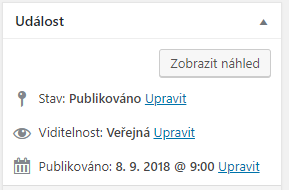 Událost
Zobrazit náhled
Stav: Publikováno Upravit
Viditelnost: Veřejná Upravit
Publikováno: 8. 9. 2018 @ 9:00 Upravit